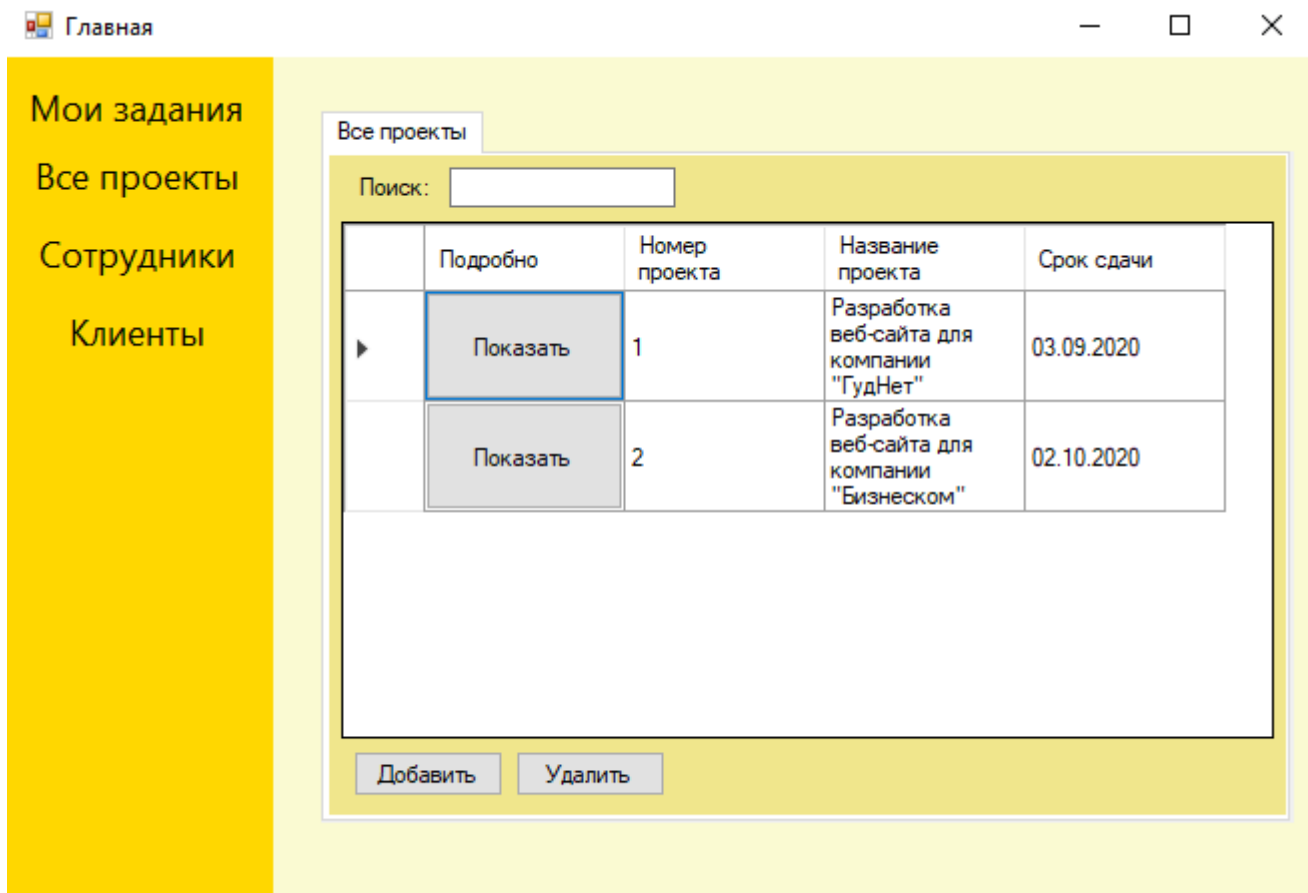 Главная
Мои задания
Все проекты
Сотрудники
Клиенты
Все проекты
Поиск:
Подробно
Номер
проекта
Название
проекта
Срок сдачи
Показать
1
Разработка
веб-сайта для
компании
"ГудНет"
03.09.2020
Показать
2
Разработка
веб-сайта для
компании
"Бизнеском"
02.10.2020
Добавить
Удалить